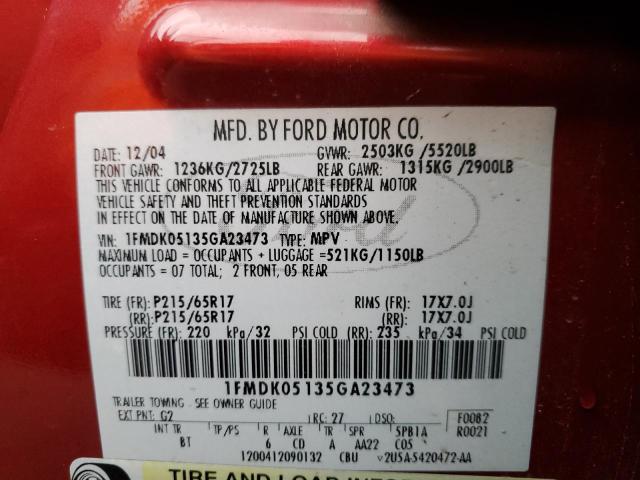 MFD. BY FORD MOTOR CO.
DATE: 12/04 GVWR: 2503KG/5520LB
FRONT GAWR: 1236KG/2725LB REAR GAWR: 1315KG/2900LB
THIS VEHICLE CONFORMS TO ALL APPLICABLE FEDERAL MOTOR
VEHICLE SAFETY AND THEFT PREVENTION STANDARDS
IN EFFECT ON THE DATE OF MANUFACTURE SHOWN ABOVE.
Ford
VIN: 1FMDK05135GA23473 TYPE: MPV
MAXIMUM LOAD = OCCUPANTS + LUGGAGE =521KG/1150LB
OCCUPANTS = 07 TOTAL; 2 FRONT, 05 REAR
TIRE (FR): P215/65R17 RIMS (FR): 17X7.0J
(RR): P215/65R17 (RR): 17X7.0J
PRESSURE (FR): 220 kPa/32 PSI COLD (RR): 235 kPa/34 PSI COLD
1FMDK05135GA23473
TRAILER TOWING - SEE OWNER GUIDE
EXT PNT: G2 RC: 27 DSO: F0082
INT TR TP/PS R AXLE TR SPR SPB1A R0021
BT 6 CD A AA22 C05
1200412090132 CBU v2U5A-5420472-AA